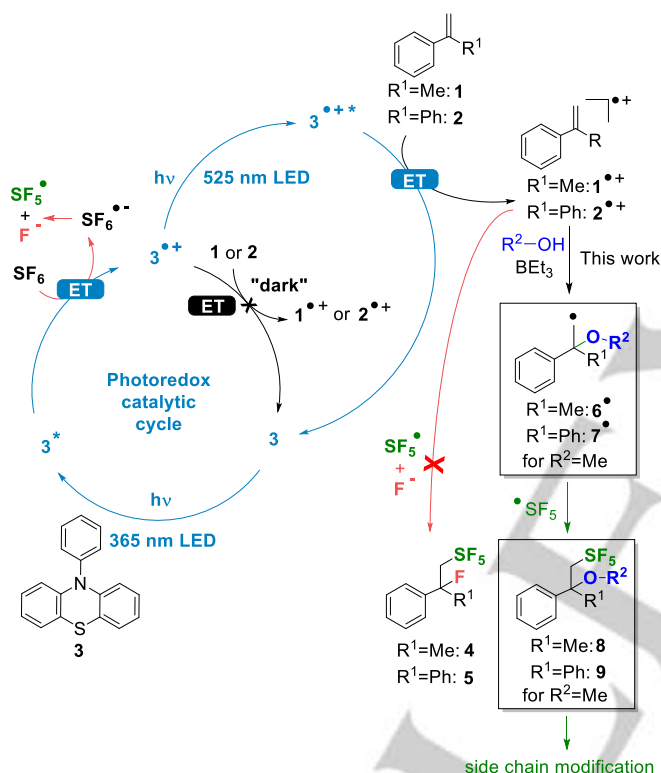 R¹
R¹=Me: 1
R¹=Ph: 2
3•+*
hν
525 nm LED
ET
•+
R
R¹=Me: 1•+
R¹=Ph: 2•+
SF₅•
+
F⁻
SF₆•-
SF₆
ET
3•+
1 or 2
"dark"
ET
1•+ or 2•+
R²-OH
BEt₃
This work
•
O-R²
R¹
R¹=Me: 6•
R¹=Ph: 7•
for R²=Me
Photoredox
catalytic
cycle
3*
3
hν
365 nm LED
SF₅•
+
F⁻
X
•SF₅
N
S
3
SF₅
F
R¹
R¹=Me: 4
R¹=Ph: 5
SF₅
O-R²
R¹
R¹=Me: 8
R¹=Ph: 9
for R²=Me
side chain modification